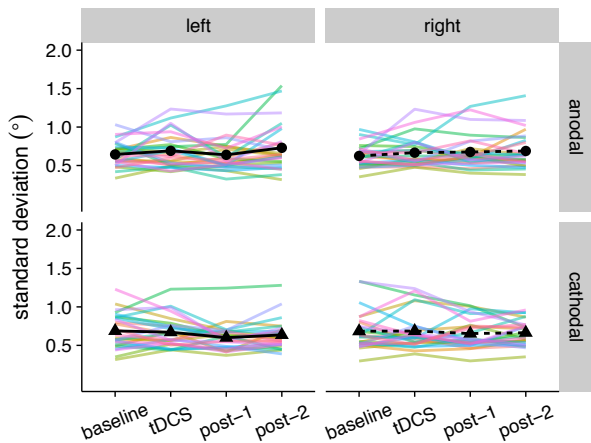 left right
2.0
1.5
1.0
0.5
anodal
2.0
1.5
1.0
0.5
cathodal
standard deviation (°)
baseline tDCS post−1 post−2 baseline tDCS post−1 post−2